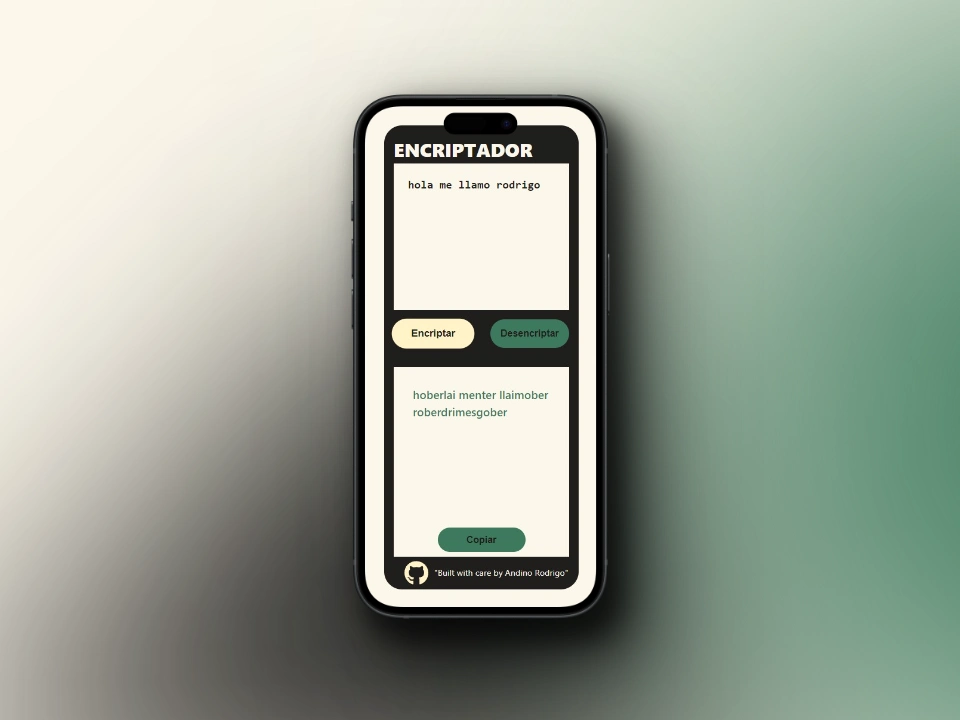 ENCRIPTADOR
hola me llamo rodrigo
Encriptar
Desencriptar
hoberlai menter llaimober
roberdrimesgober
Copiar
"Built with care by Andino Rodrigo"